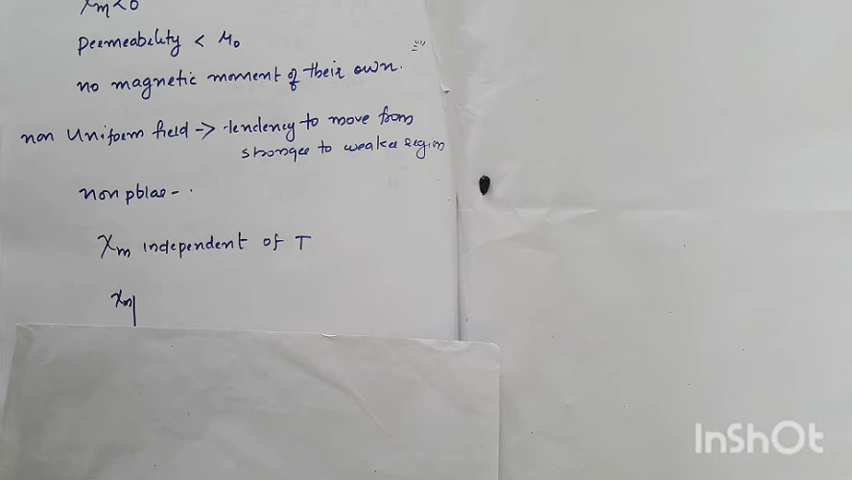 χm < 0
permeability < μ₀
no magnetic moment of their own.
non Uniform field -> tendency to move from
stronger to weaker region
non polar - .
χm independent of T
χm
InShOt